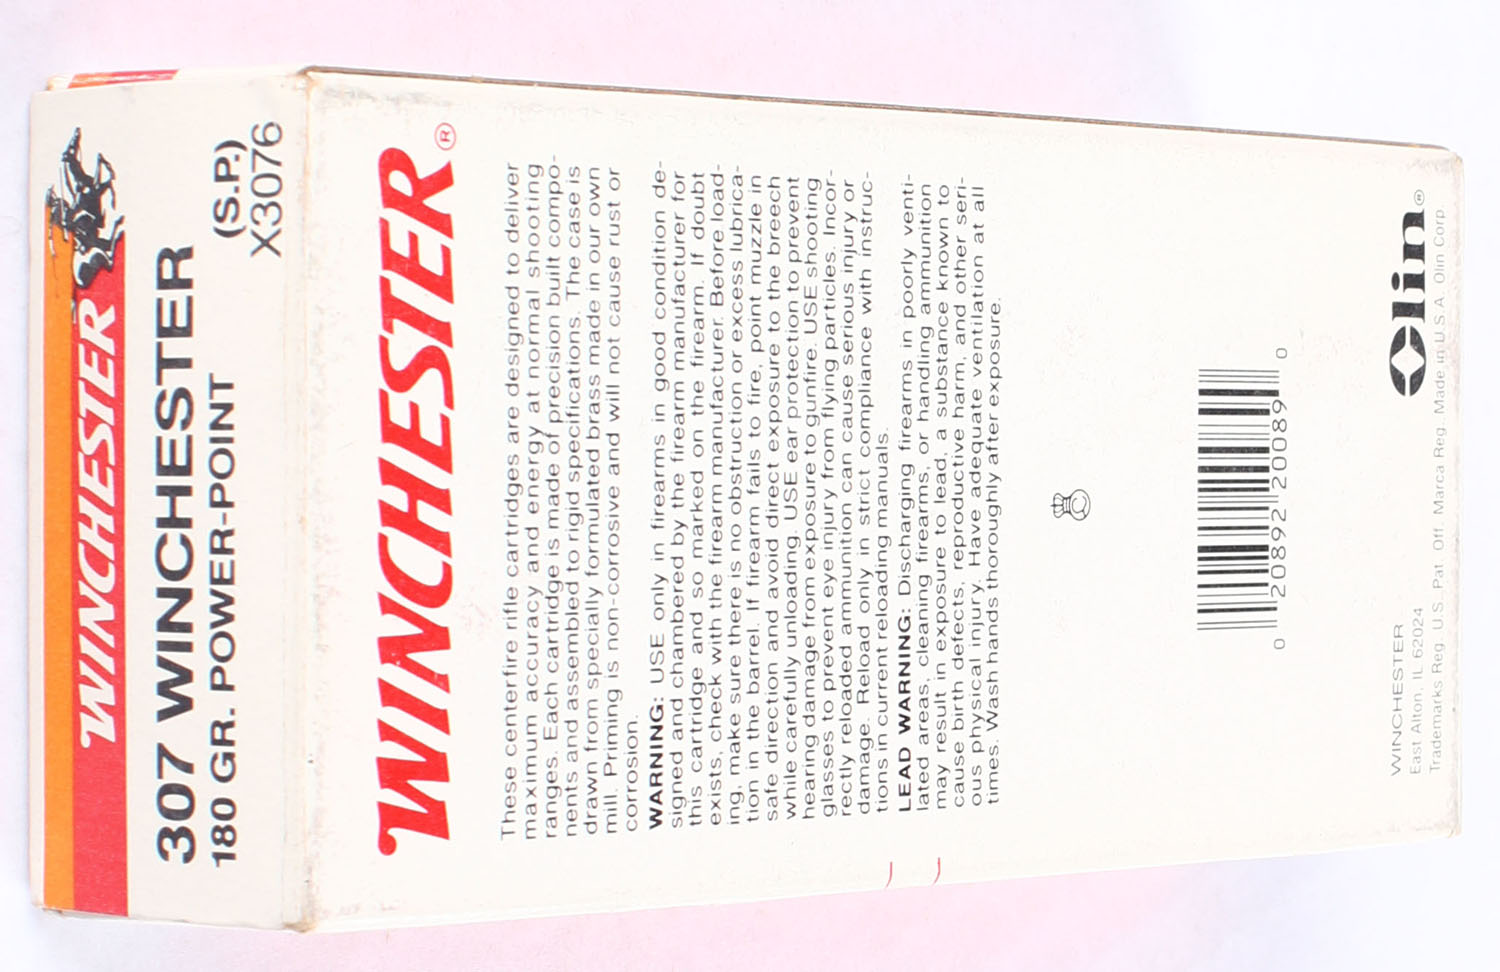 WINCHESTER
307 WINCHESTER
180 GR. POWER-POINT (S.P.)
X3076
WINCHESTER®
These centerfire rifle cartridges are designed to deliver
maximum accuracy and energy at normal shooting
ranges. Each cartridge is made of precision built compo-
nents and assembled to rigid specifications. The case is
drawn from specially formulated brass made in our own
mill. Priming is non-corrosive and will not cause rust or
corrosion.
WARNING: USE only in firearms in good condition de-
signed and chambered by the firearm manufacturer for
this cartridge and so marked on the firearm. If doubt
exists, check with the firearm manufacturer. Before load-
ing, make sure there is no obstruction or excess lubrica-
tion in the barrel. If firearm fails to fire, point muzzle in
safe direction and avoid direct exposure to the breech
while carefully unloading. USE ear protection to prevent
hearing damage from exposure to gunfire. USE shooting
glasses to prevent eye injury from flying particles. Incor-
rectly reloaded ammunition can cause serious injury or
damage. Reload only in strict compliance with instruc-
tions in current reloading manuals.
LEAD WARNING: Discharging firearms in poorly venti-
lated areas, cleaning firearms, or handling ammunition
may result in exposure to lead, a substance known to
cause birth defects, reproductive harm, and other seri-
ous physical injury. Have adequate ventilation at all
times. Wash hands thoroughly after exposure.
C
0 20892 20089 0
WINCHESTER
East Alton, IL 62024
Olin®
Trademarks Reg. U.S. Pat. Off. Marca Reg. Made in U.S.A. Olin Corp.